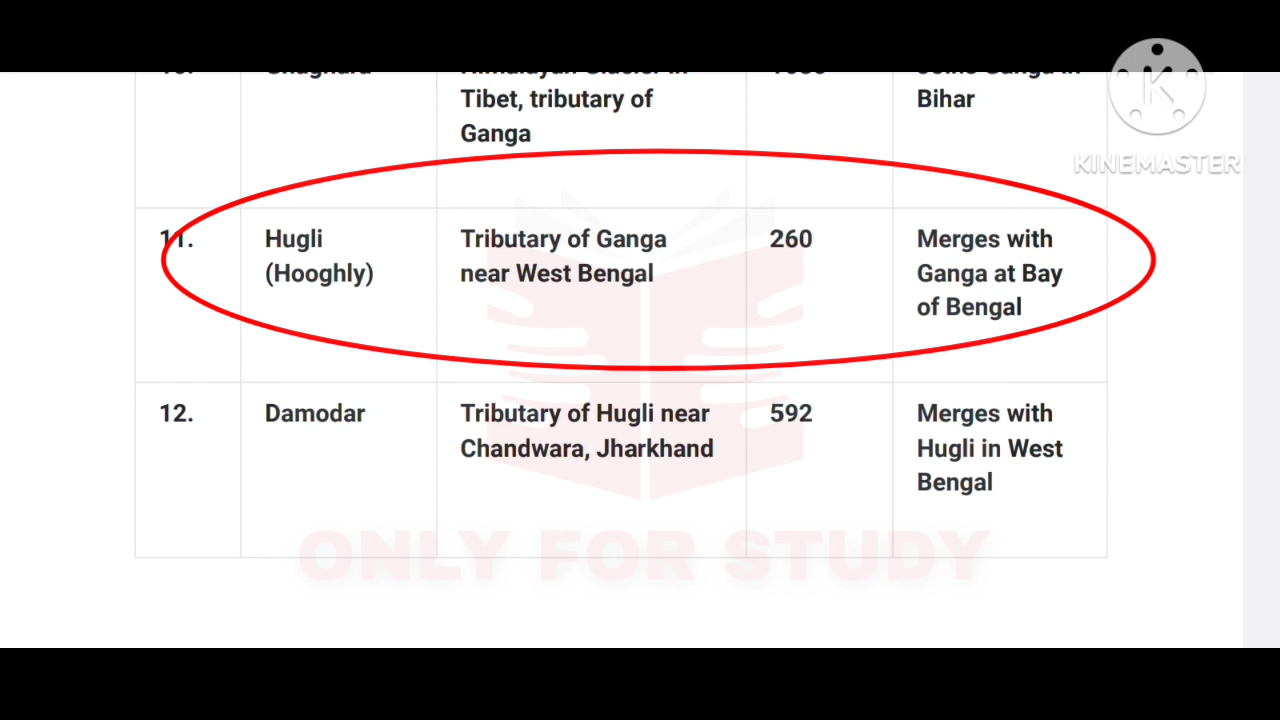 Tibet, tributary of
Ganga
Bihar
KINEMASTER
11.
Hugli
(Hooghly)
Tributary of Ganga
near West Bengal
260
Merges with
Ganga at Bay
of Bengal
12.
Damodar
Tributary of Hugli near
Chandwara, Jharkhand
592
Merges with
Hugli in West
Bengal
ONLY FOR STUDY